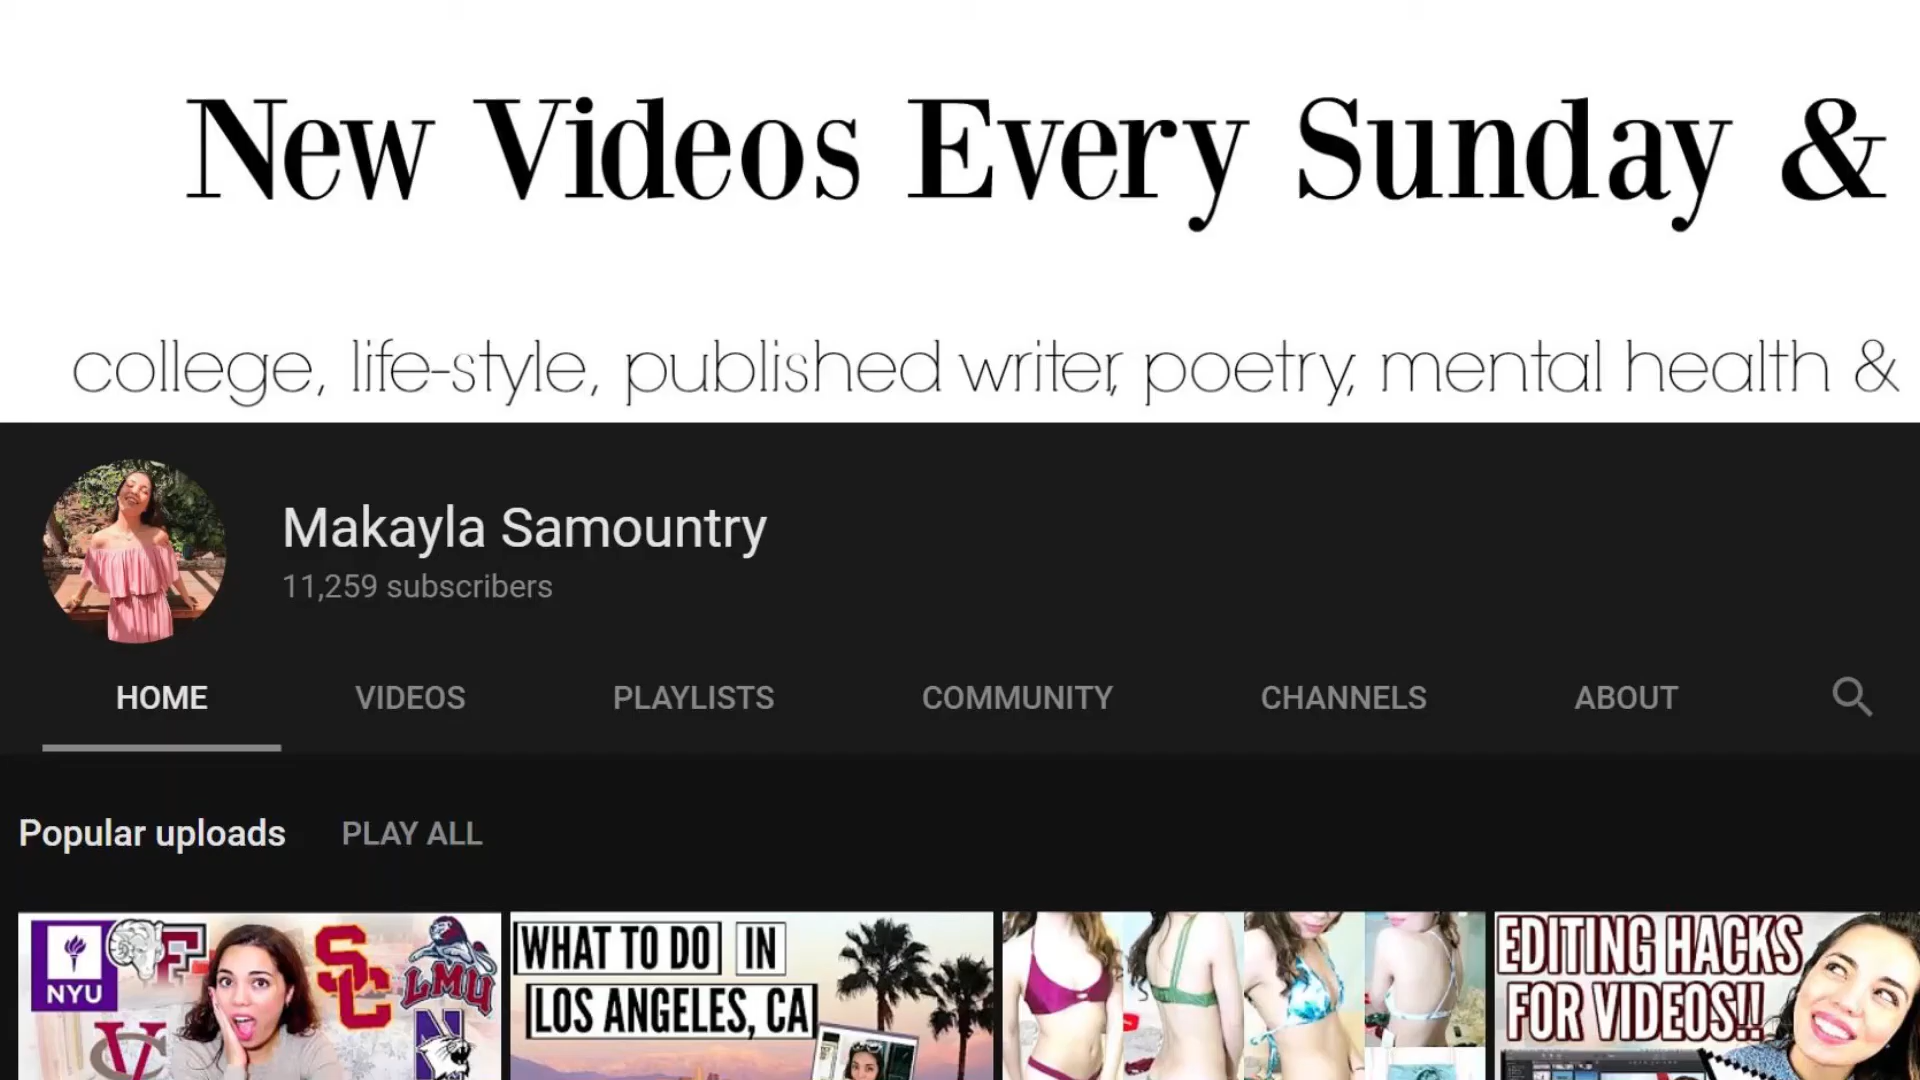 New Videos Every Sunday &
college, life-style, published writer, poetry, mental health &
Makayla Samountry
11,259 subscribers
HOME VIDEOS PLAYLISTS COMMUNITY CHANNELS ABOUT
Popular uploads PLAY ALL
NYU
F
SC
LMU
V
N
WHAT TO DO IN
LOS ANGELES, CA
EDITING HACKS
FOR VIDEOS!!